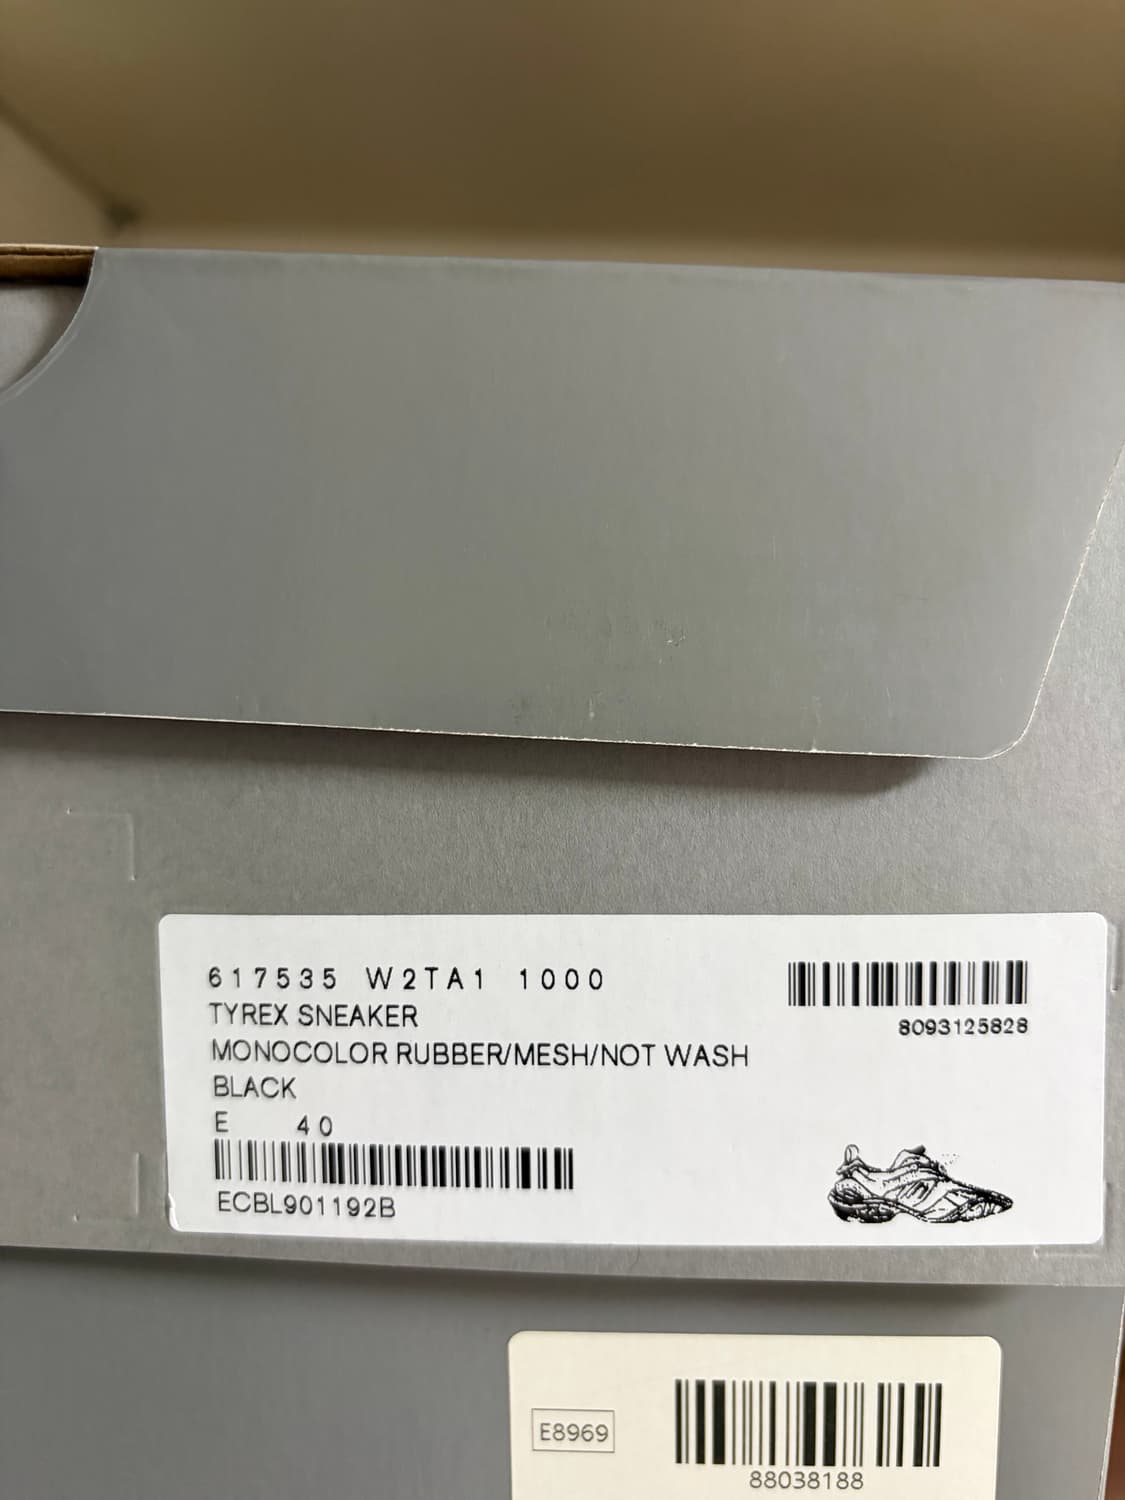 617535 W2TA1 1000
TYREX SNEAKER
MONOCOLOR RUBBER/MESH/NOT WASH
BLACK
E 40
ECBL901192B
8093125828
E8969
88038188